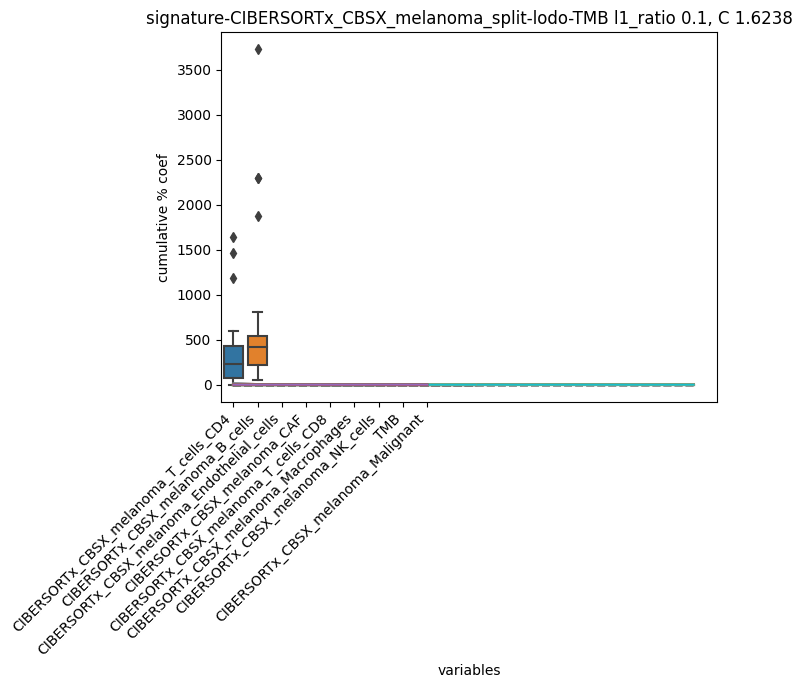 signature-CIBERSORTx_CBSX_melanoma_split-lodo-TMB l1_ratio 0.1, C 1.6238
cumulative % coef
3500
3000
2500
2000
1500
1000
500
0
CIBERSORTx_CBSX_melanoma_T_cells_CD4
CIBERSORTx_CBSX_melanoma_B_cells
CIBERSORTx_CBSX_melanoma_Endothelial_cells
CIBERSORTx_CBSX_melanoma_CAF
CIBERSORTx_CBSX_melanoma_T_cells_CD8
CIBERSORTx_CBSX_melanoma_Macrophages
CIBERSORTx_CBSX_melanoma_NK_cells
TMB
CIBERSORTx_CBSX_melanoma_Malignant
variables